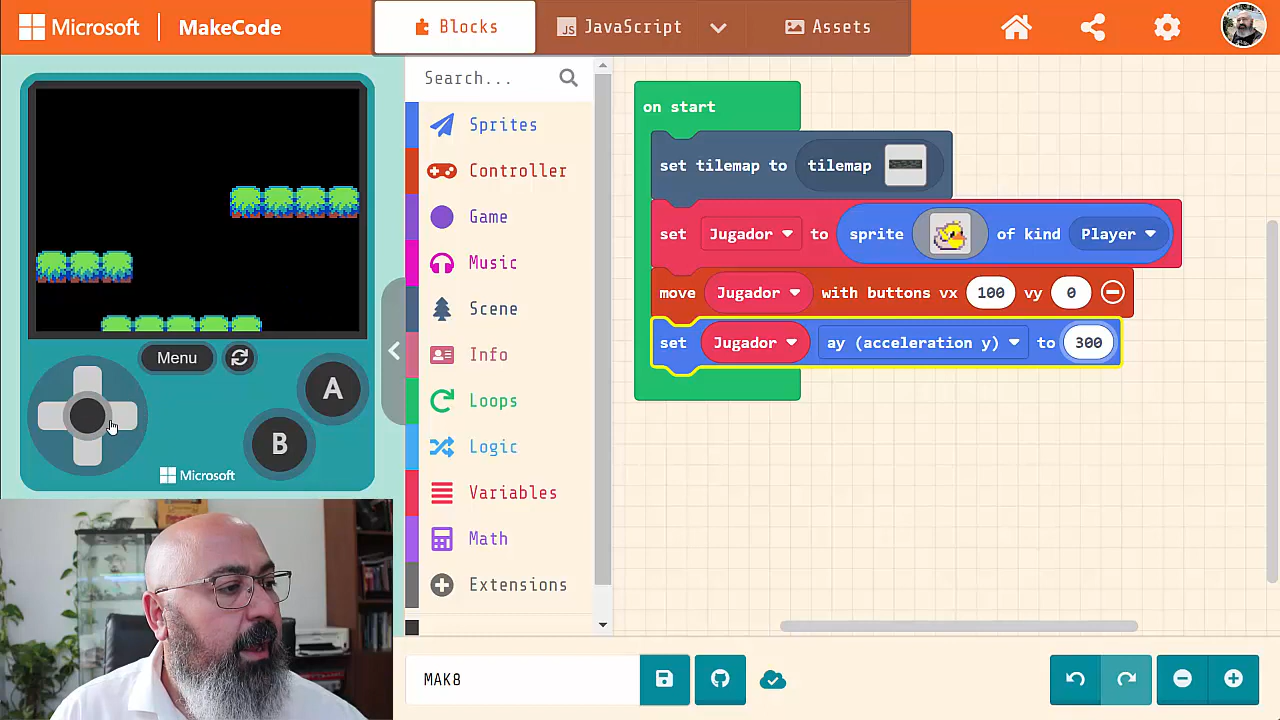 Microsoft
MakeCode
Blocks
JS
JavaScript
Assets
Menu
A
B
Microsoft
Search...
Sprites
Controller
Game
Music
Scene
Info
Loops
Logic
Variables
Math
Extensions
on start
set tilemap to tilemap
set Jugador to sprite of kind Player
move Jugador with buttons vx 100 vy 0
set Jugador ay (acceleration y) to 300
MAK8